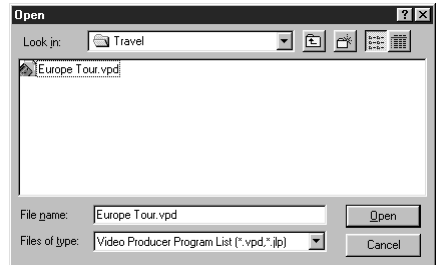 Open
Look in: Travel
Europe Tour.vpd
File name: Europe Tour.vpd Open
Files of type: Video Producer Program List (*.vpd,*.jlp) Cancel